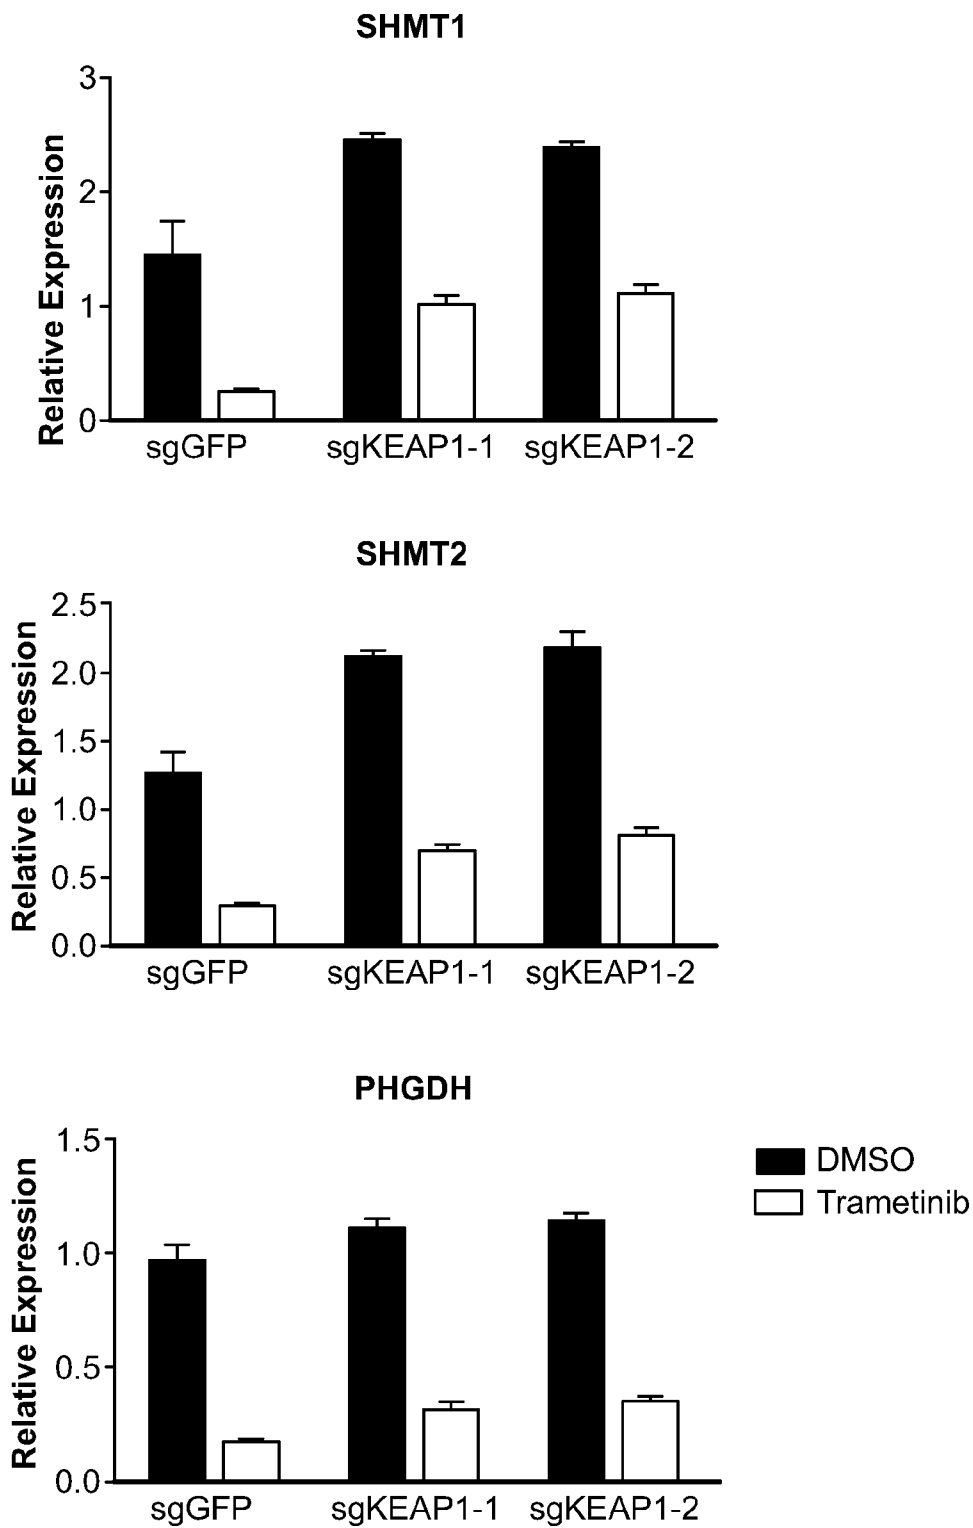 SHMT1
Relative Expression
3
2
1
0
sgGFP sgKEAP1-1 sgKEAP1-2
SHMT2
Relative Expression
2.5
2.0
1.5
1.0
0.5
0.0
sgGFP sgKEAP1-1 sgKEAP1-2
PHGDH
Relative Expression
1.5
1.0
0.5
0.0
sgGFP sgKEAP1-1 sgKEAP1-2
DMSO
Trametinib